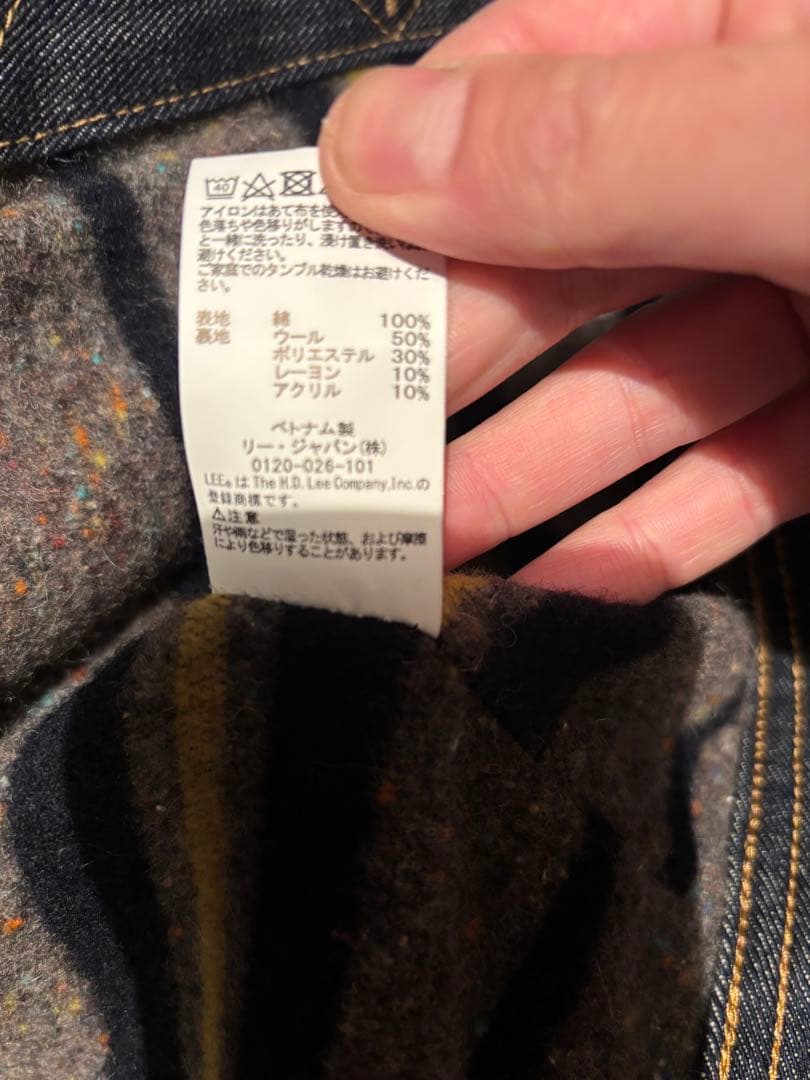 40
アイロンはあて布を使
色落ちや色移りがします
と一緒に洗ったり、浸け置き
避けください。
ご家庭でのタンブル乾燥はお避けくだ
さい。
表地 綿 100%
裏地 ウール 50%
ポリエステル 30%
レーヨン 10%
アクリル 10%
ベトナム製
リー・ジャパン(株)
0120-026-101
LEE®は The H.D. Lee Company,Inc.の
登録商標です。
⚠注意
汗や雨などで湿った状態、および摩擦
により色移りすることがあります。